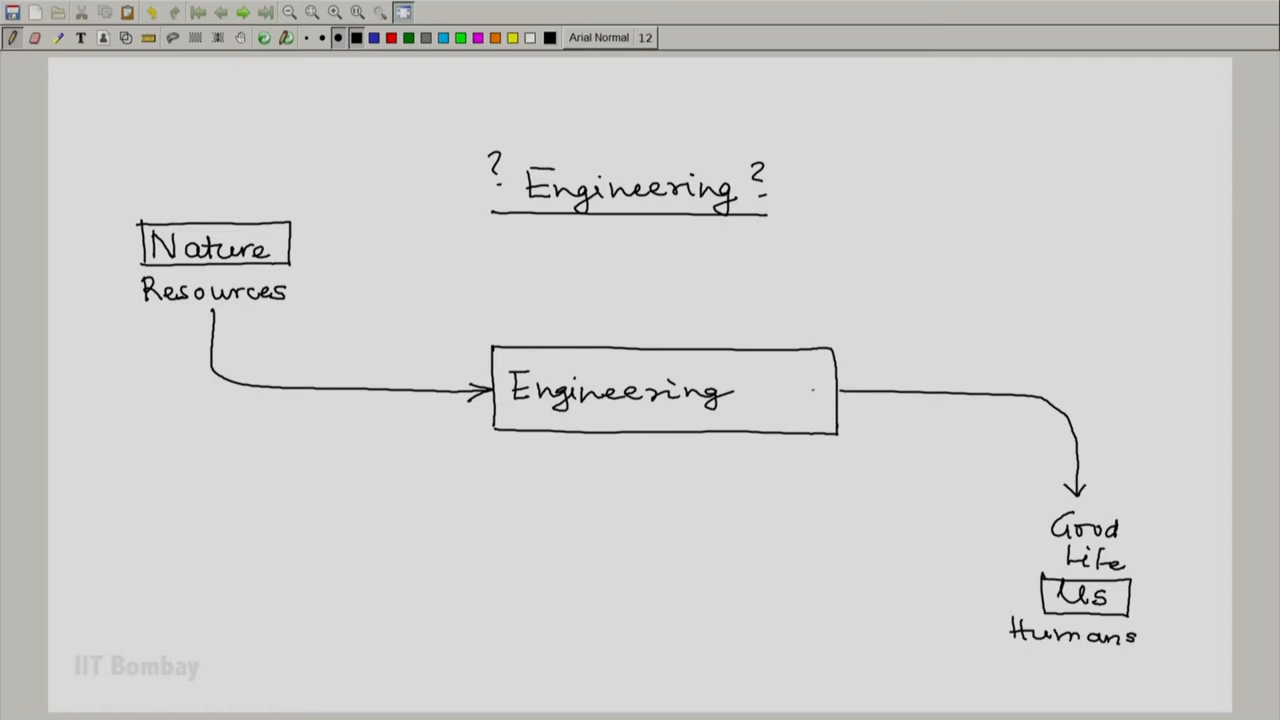 Arial Normal 12
? Engineering ?
Nature
Resources
Engineering
Good
Life
Us
Humans
IIT Bombay